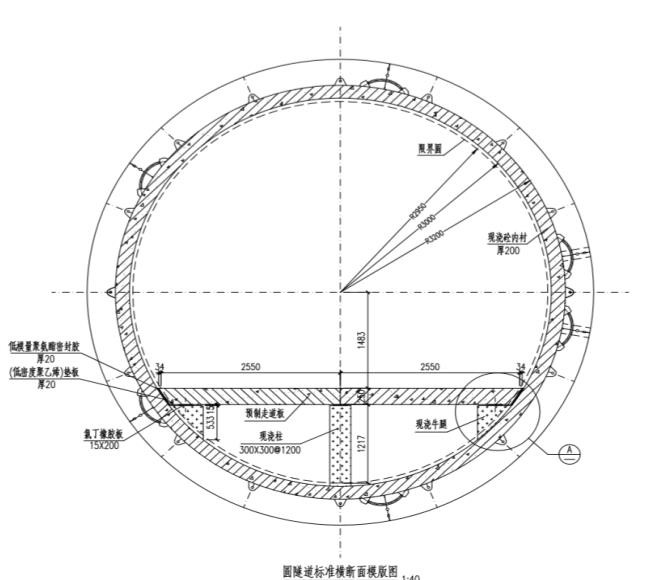 限界圆
R2950
R3000
R3200
现浇砼内衬
厚200
1483
低模量聚氨酯密封胶
厚20
(低密度聚乙烯)垫板
厚20
34
2550
2550
34
250
预制走道板
现浇牛腿
氯丁橡胶板
15X200
533
15
现浇柱
300X300@1200
1217
A
圆隧道标准横断面模版图 1:40